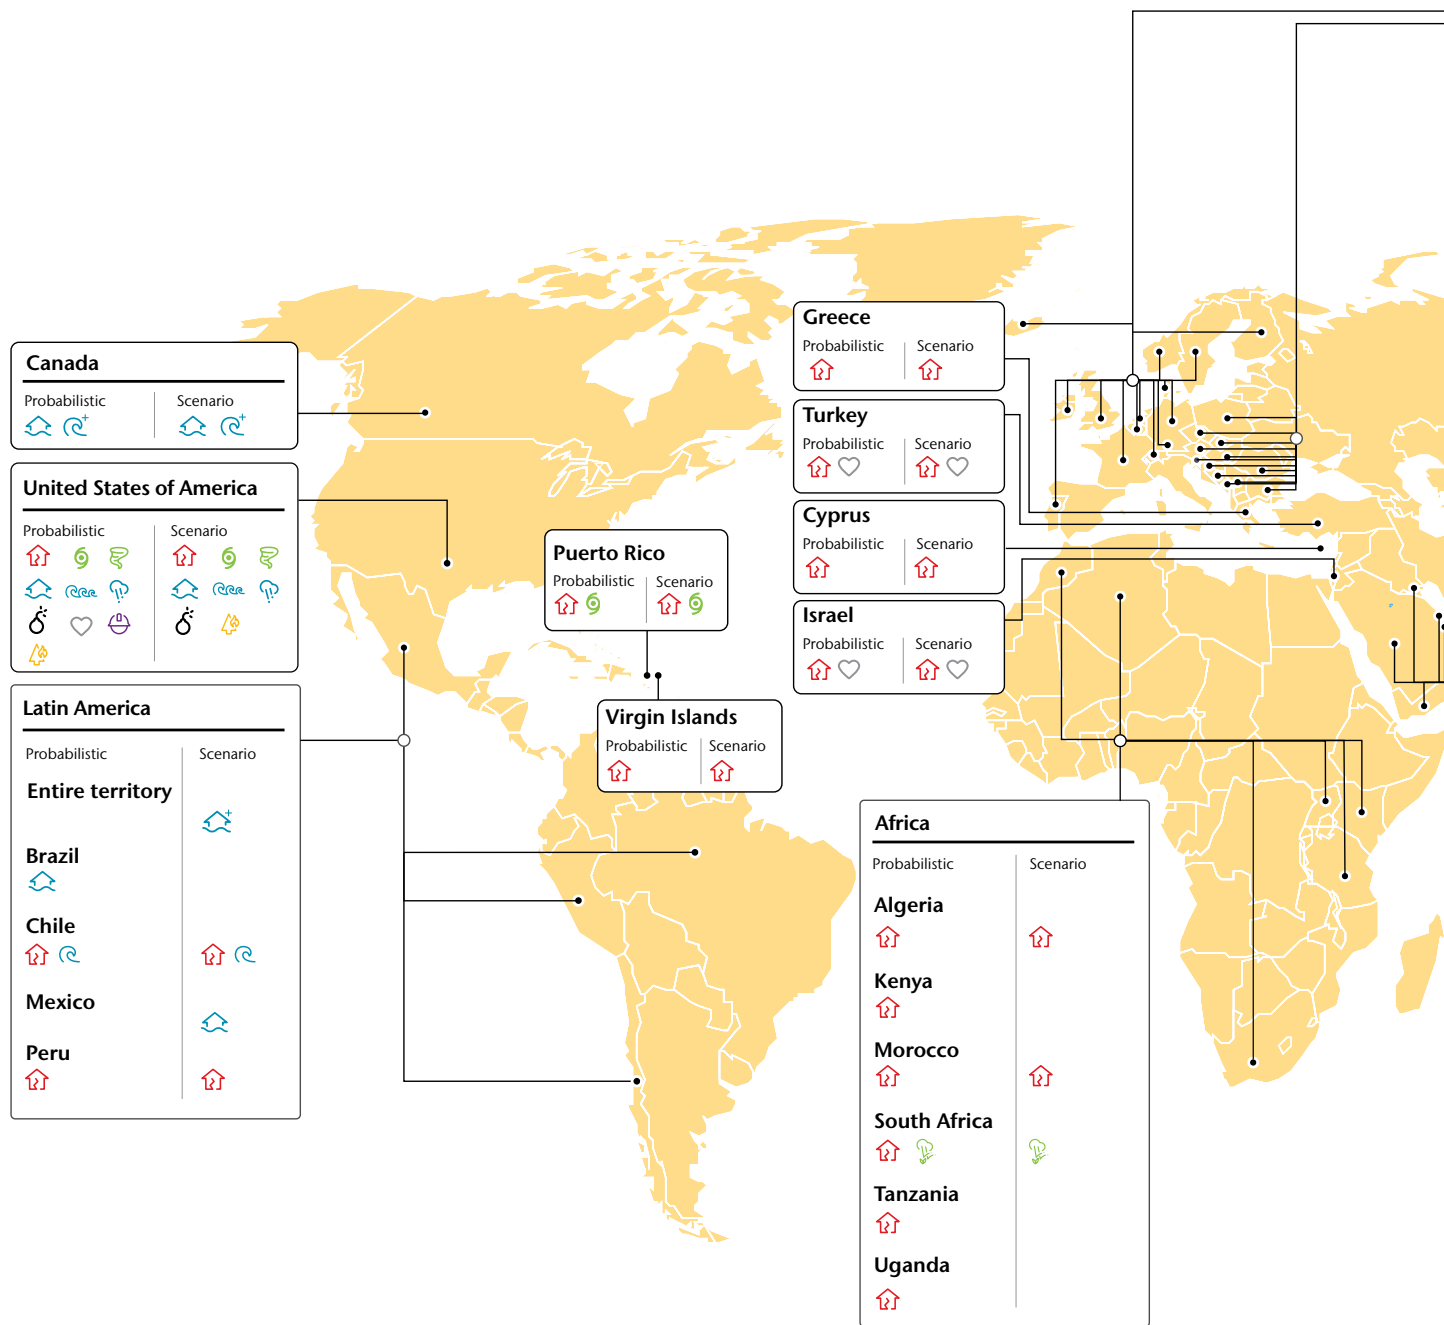 Canada
Probabilistic Scenario
United States of America
Probabilistic Scenario
Latin America
Probabilistic Scenario
Entire territory
Brazil
Chile
Mexico
Peru
Puerto Rico
Probabilistic Scenario
Virgin Islands
Probabilistic Scenario
Greece
Probabilistic Scenario
Turkey
Probabilistic Scenario
Cyprus
Probabilistic Scenario
Israel
Probabilistic Scenario
Africa
Probabilistic Scenario
Algeria
Kenya
Morocco
South Africa
Tanzania
Uganda